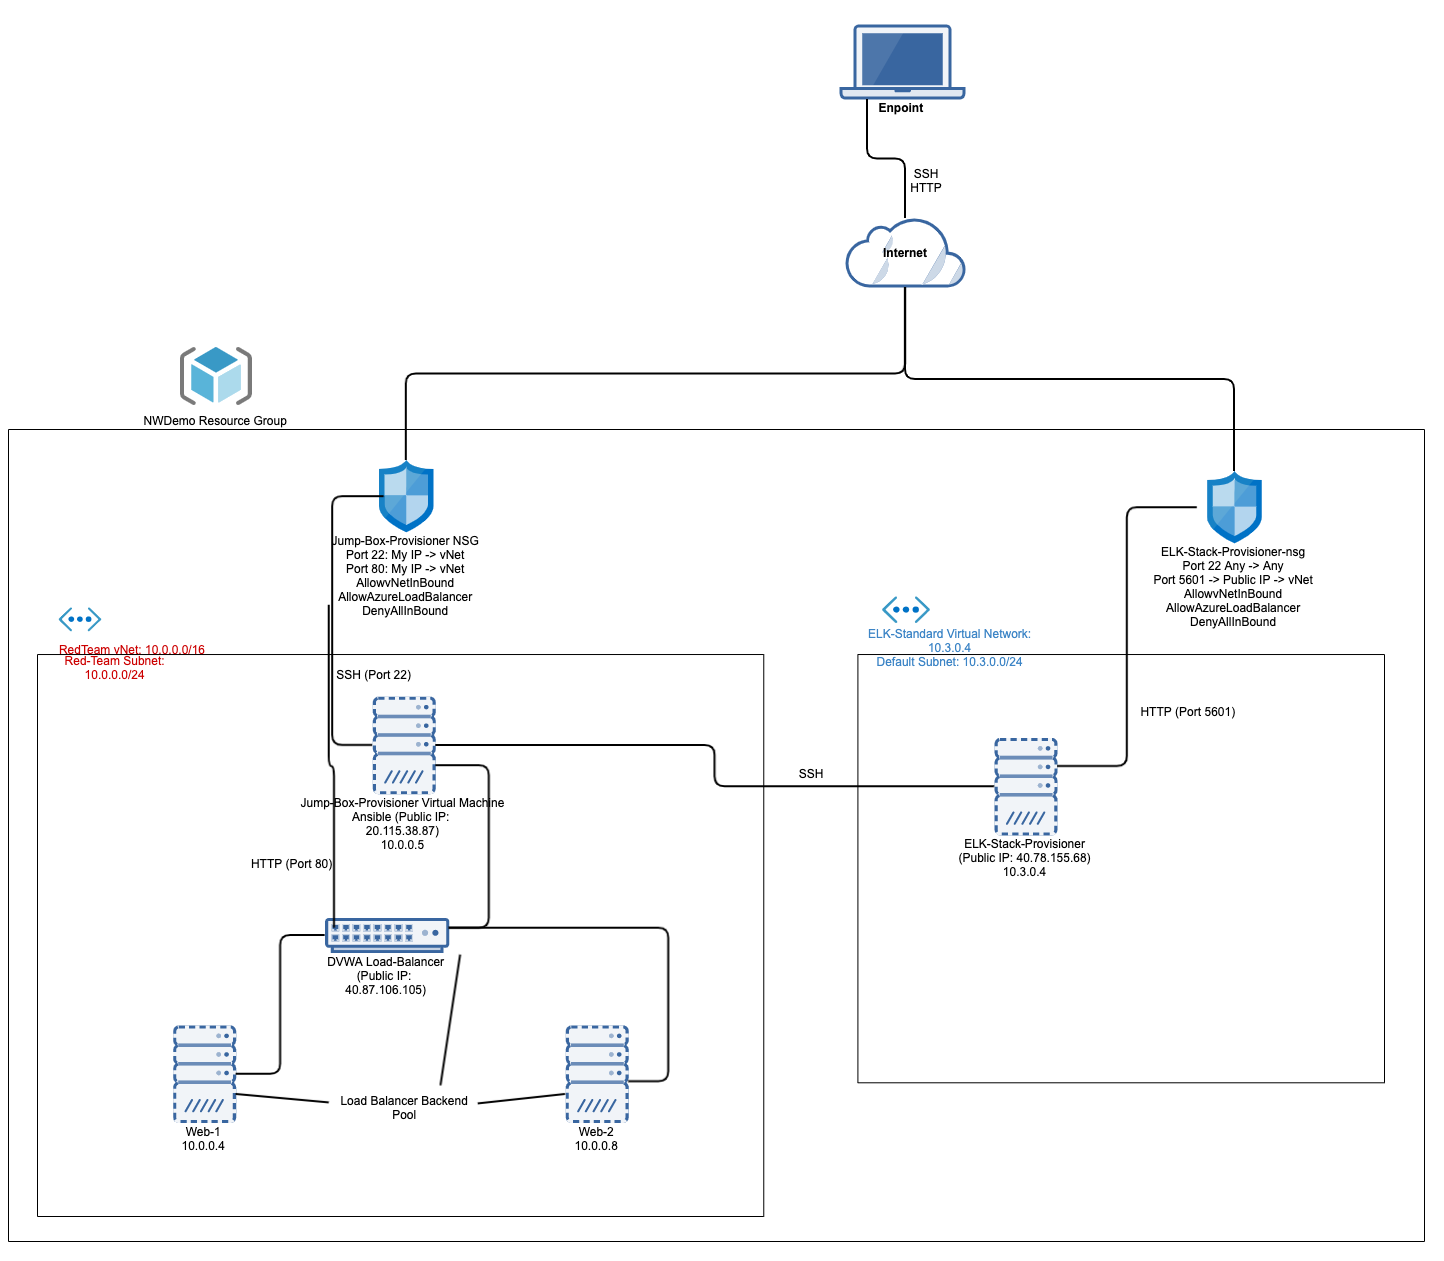 Enpoint
SSH
HTTP
Internet
NWDemo Resource Group
Jump-Box-Provisioner NSG
Port 22: My IP -> vNet
Port 80: My IP -> vNet
AllowvNetInBound
AllowAzureLoadBalancer
DenyAllInBound
ELK-Stack-Provisioner-nsg
Port 22 Any -> Any
Port 5601 -> Public IP -> vNet
AllowvNetInBound
AllowAzureLoadBalancer
DenyAllInBound
RedTeam vNet: 10.0.0.0/16
Red-Team Subnet:
10.0.0.0/24
ELK-Standard Virtual Network:
10.3.0.4
Default Subnet: 10.3.0.0/24
SSH (Port 22)
HTTP (Port 5601)
SSH
Jump-Box-Provisioner Virtual Machine
Ansible (Public IP:
20.115.38.87)
10.0.0.5
ELK-Stack-Provisioner
(Public IP: 40.78.155.68)
10.3.0.4
HTTP (Port 80)
DVWA Load-Balancer
(Public IP:
40.87.106.105)
Load Balancer Backend
Pool
Web-1
10.0.0.4
Web-2
10.0.0.8